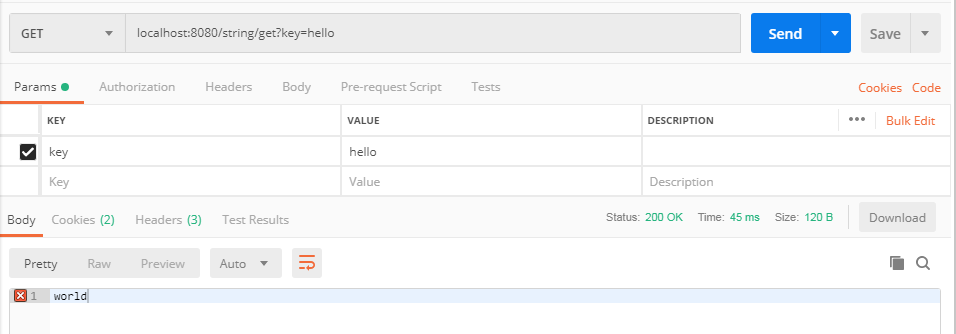 GET localhost:8080/string/get?key=hello Send Save
Params Authorization Headers Body Pre-request Script Tests Cookies Code
KEY VALUE DESCRIPTION ••• Bulk Edit
key hello
Key Value Description
Body Cookies (2) Headers (3) Test Results Status: 200 OK Time: 45 ms Size: 120 B Download
Pretty Raw Preview Auto
1 world